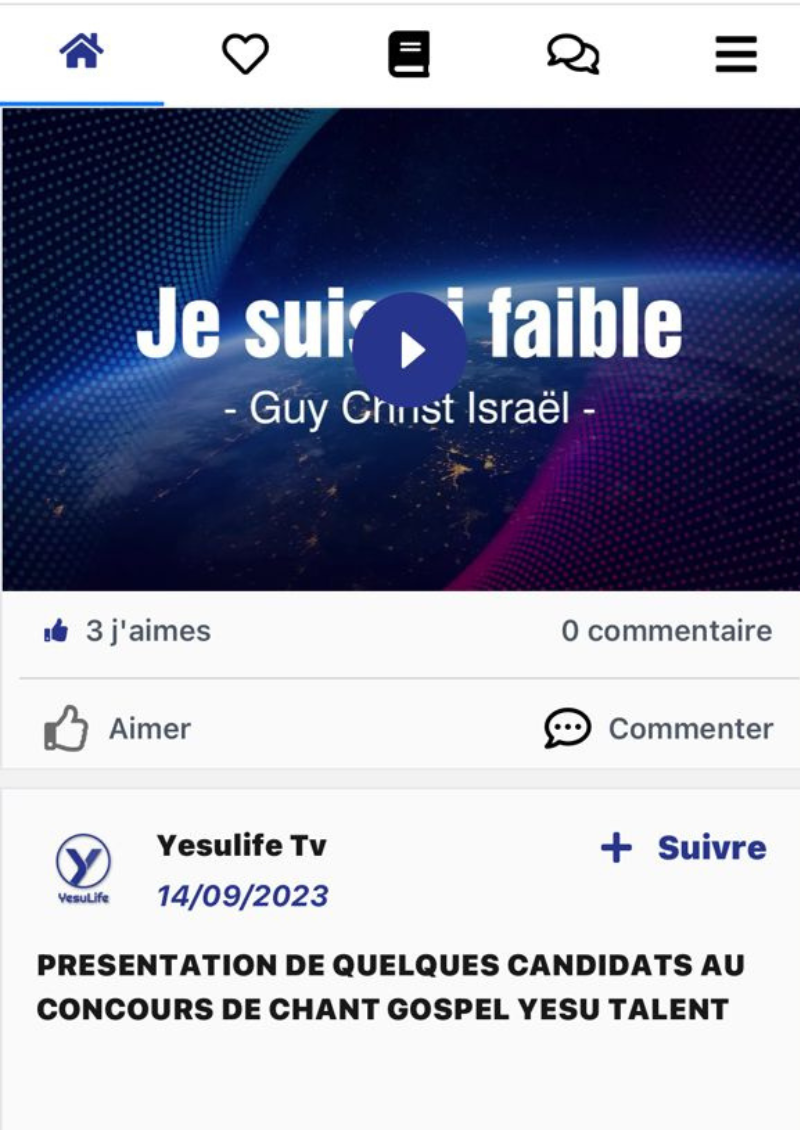 Je suis faible
- Guy Christ Israël -
3 j'aimes
0 commentaire
Aimer
Commenter
Yesulife Tv
+ Suivre
YesuLife
14/09/2023
PRESENTATION DE QUELQUES CANDIDATS AU
CONCOURS DE CHANT GOSPEL YESU TALENT